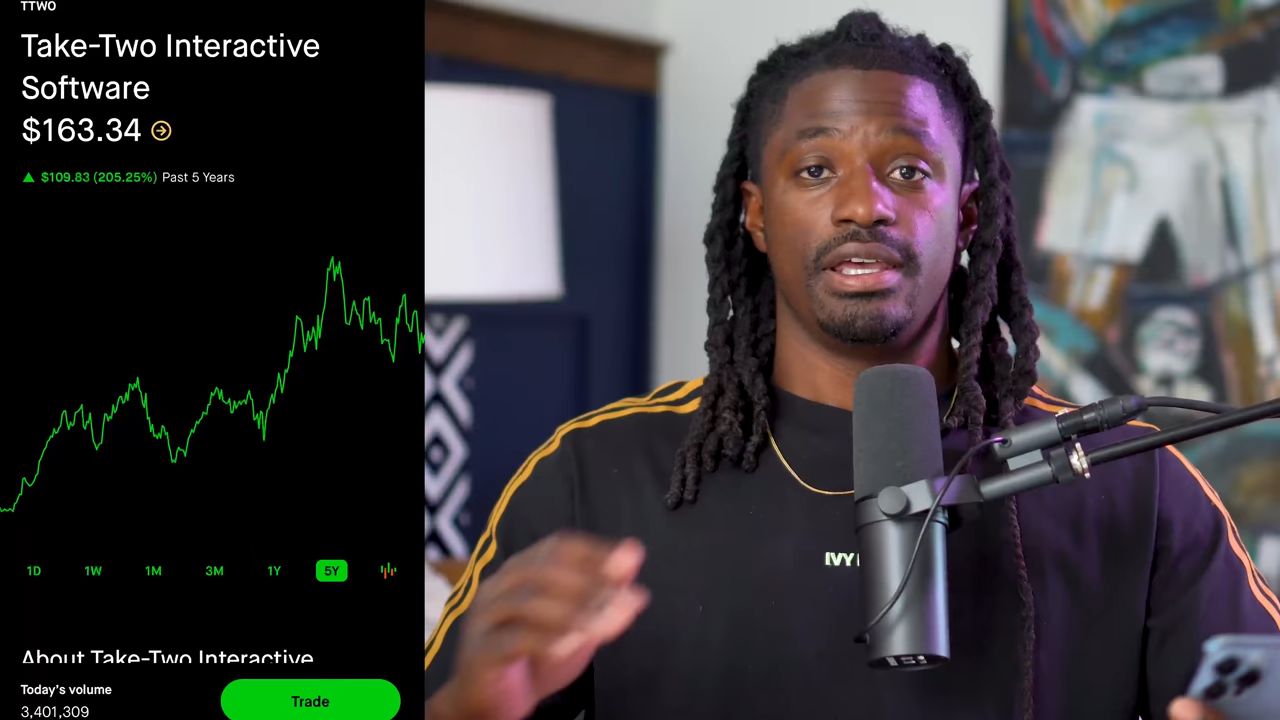 TTWO
Take-Two Interactive
Software
$163.34
$109.83 (205.25%) Past 5 Years
1D 1W 1M 3M 1Y 5Y
About Take-Two Interactive
Today's volume
3,401,309
Trade
IVY